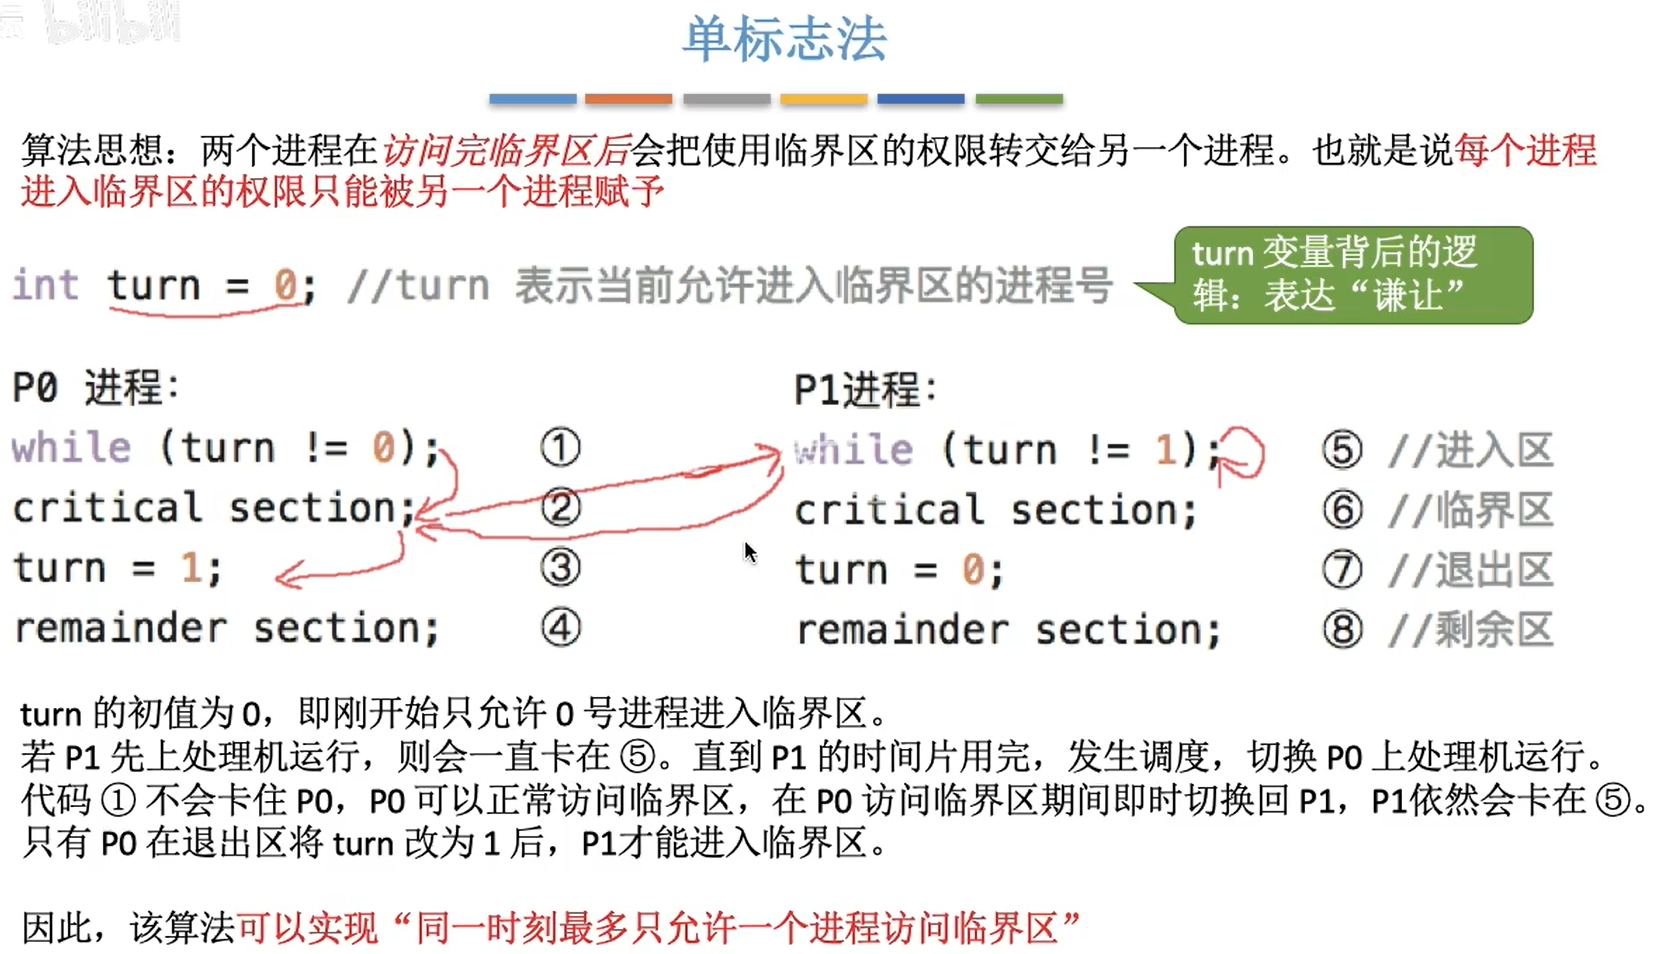 bilibili
单标志法
算法思想：两个进程在访问完临界区后会把使用临界区的权限转交给另一个进程。也就是说每个进程
进入临界区的权限只能被另一个进程赋予
int turn = 0; //turn 表示当前允许进入临界区的进程号
turn 变量背后的逻
辑：表达“谦让”
P0 进程：
while (turn != 0); ①
critical section; ②
turn = 1; ③
remainder section; ④
P1进程：
while (turn != 1); ⑤ //进入区
critical section; ⑥ //临界区
turn = 0; ⑦ //退出区
remainder section; ⑧ //剩余区
turn 的初值为 0，即刚开始只允许 0 号进程进入临界区。
若 P1 先上处理机运行，则会一直卡在 ⑤。直到 P1 的时间片用完，发生调度，切换 P0 上处理机运行。
代码 ① 不会卡住 P0，P0 可以正常访问临界区，在 P0 访问临界区期间即时切换回 P1，P1依然会卡在 ⑤。
只有 P0 在退出区将 turn 改为 1 后，P1才能进入临界区。
因此，该算法可以实现“同一时刻最多只允许一个进程访问临界区”